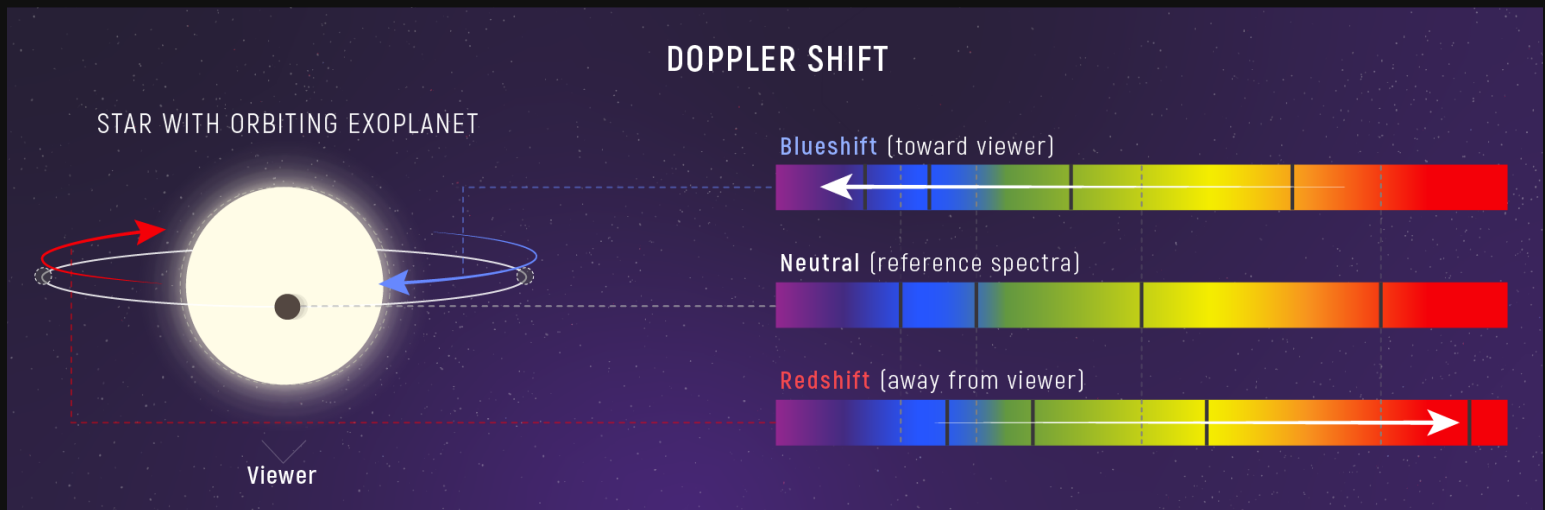 DOPPLER SHIFT
STAR WITH ORBITING EXOPLANET
Blueshift (toward viewer)
Neutral (reference spectra)
Redshift (away from viewer)
Viewer